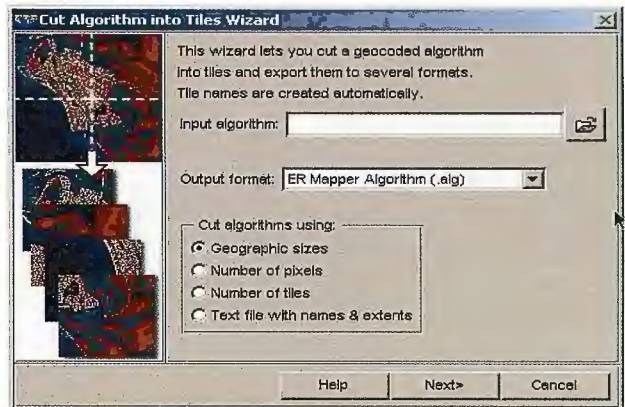 Cut Algorithm into Tiles Wizard
This wizard lets you cut a geocoded algorithm
into tiles and export them to several formats.
Tile names are created automatically.
Input algorithm:
Output format: ER Mapper Algorithm (.alg)
Cut algorithms using:
Geographic sizes
Number of pixels
Number of tiles
Text file with names & extents
Help Next> Cancel